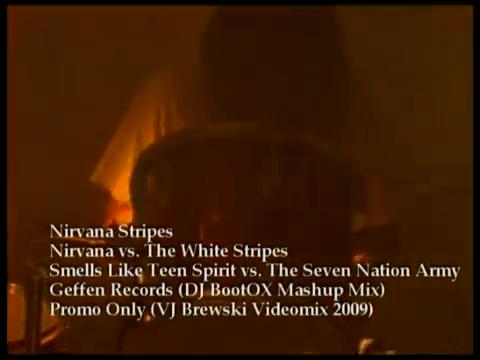 Nirvana Stripes
Nirvana vs. The White Stripes
Smells Like Teen Spirit vs. The Seven Nation Army
Geffen Records (DJ BootOX Mashup Mix)
Promo Only (VJ Brewski Videomix 2009)